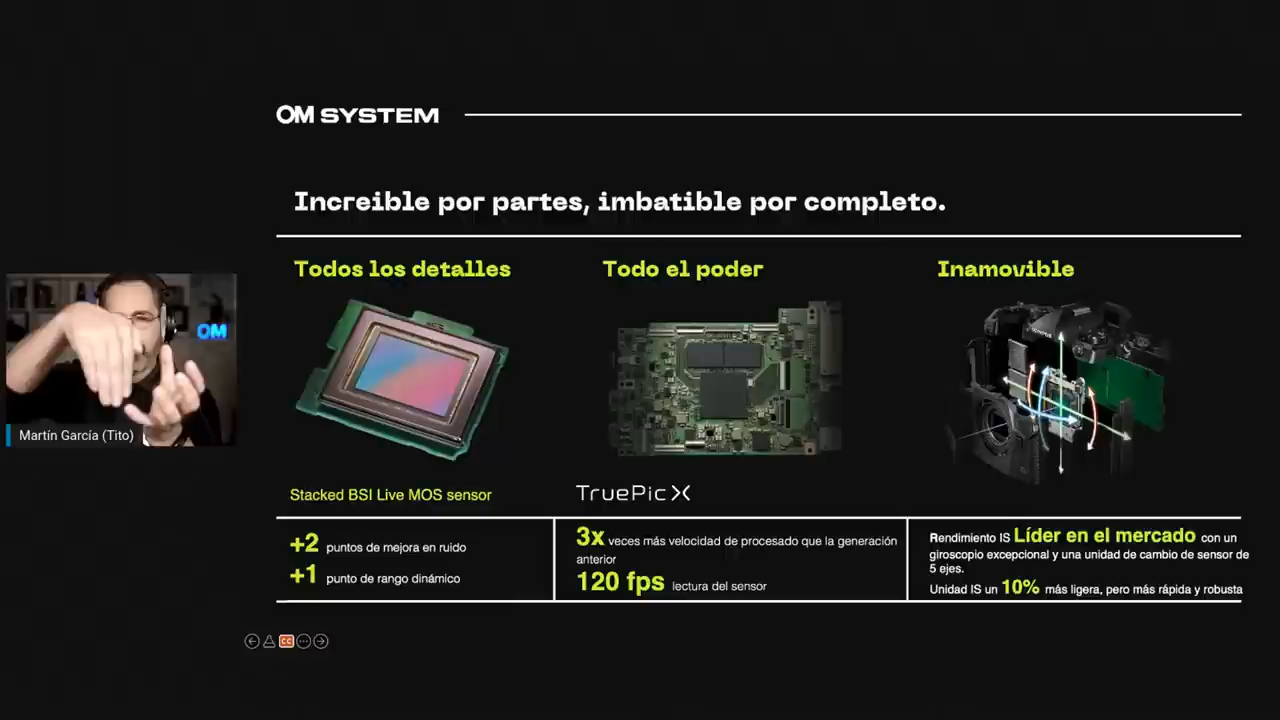 OM SYSTEM
Increible por partes, imbatible por completo.
Todos los detalles
Todo el poder
Inamovible
OM
Martín García (Tito)
Stacked BSI Live MOS sensor
+2 puntos de mejora en ruido
+1 punto de rango dinámico
TruePic X
3x veces más velocidad de procesado que la generación
anterior
120 fps lectura del sensor
Rendimiento IS Líder en el mercado con un
giroscopio excepcional y una unidad de cambio de sensor de
5 ejes.
Unidad IS un 10% más ligera, pero más rápida y robusta
CC